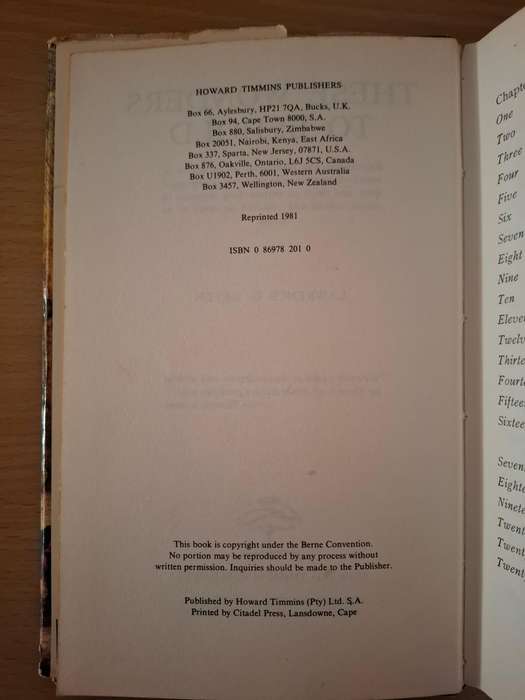 HOWARD TIMMINS PUBLISHERS
Box 66, Aylesbury, HP21 7QA, Bucks, U.K.
Box 94, Cape Town 8000, S.A.
Box 880, Salisbury, Zimbabwe
Box 20051, Nairobi, Kenya, East Africa
Box 337, Sparta, New Jersey, 07871, U.S.A.
Box 876, Oakville, Ontario, L6J 5CS, Canada
Box U1902, Perth, 6001, Western Australia
Box 3457, Wellington, New Zealand
Reprinted 1981
ISBN 0 86978 201 0
This book is copyright under the Berne Convention.
No portion may be reproduced by any process without
written permission. Inquiries should be made to the Publisher.
Published by Howard Timmins (Pty) Ltd. S.A.
Printed by Citadel Press, Lansdowne, Cape
Chapte
One
Two
Three
Four
Five
Six
Seven
Eight
Nine
Ten
Eleve
Twelv
Thirte
Fourt
Fiftee
Sixtee
Seven
Eighte
Ninete
Twent
Twent
Twent